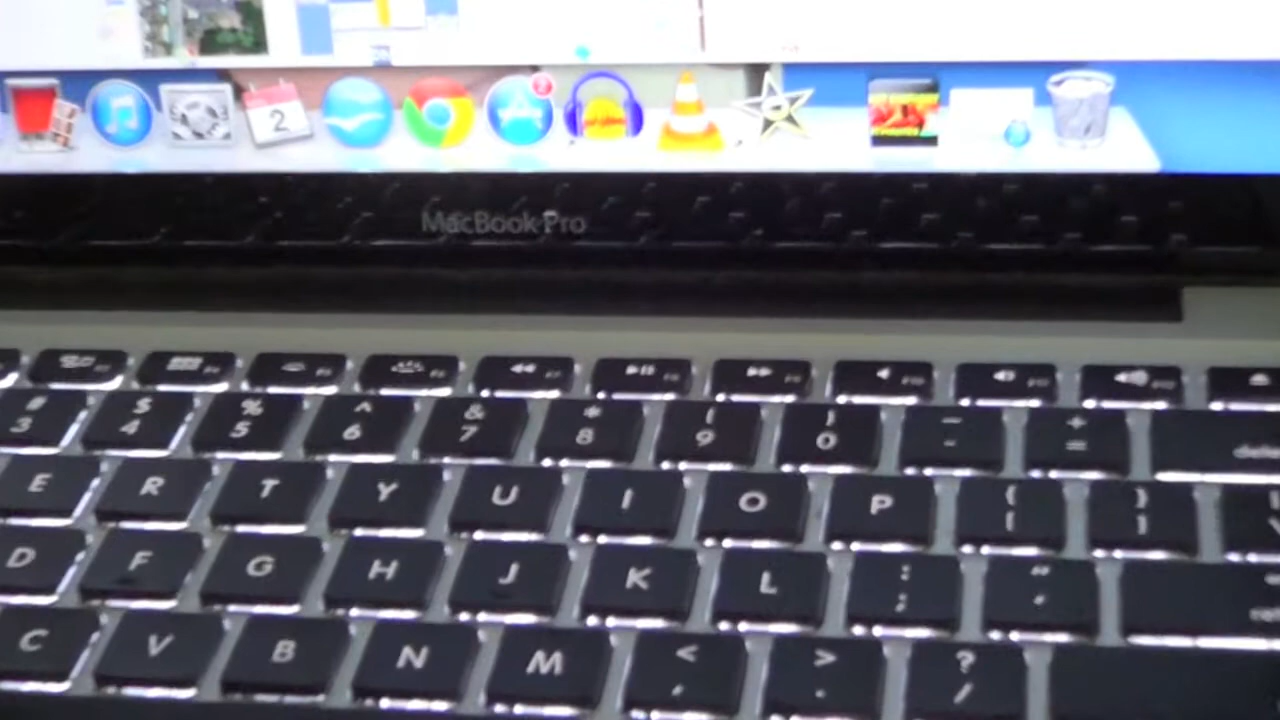 2
MacBook Pro
# $ % ^ & * ( ) — +
3 4 5 6 7 8 9 0 - =
E R T Y U I O P { }
[ ]
D F G H J K L : "
; '
C V B N M < > ?
, . /